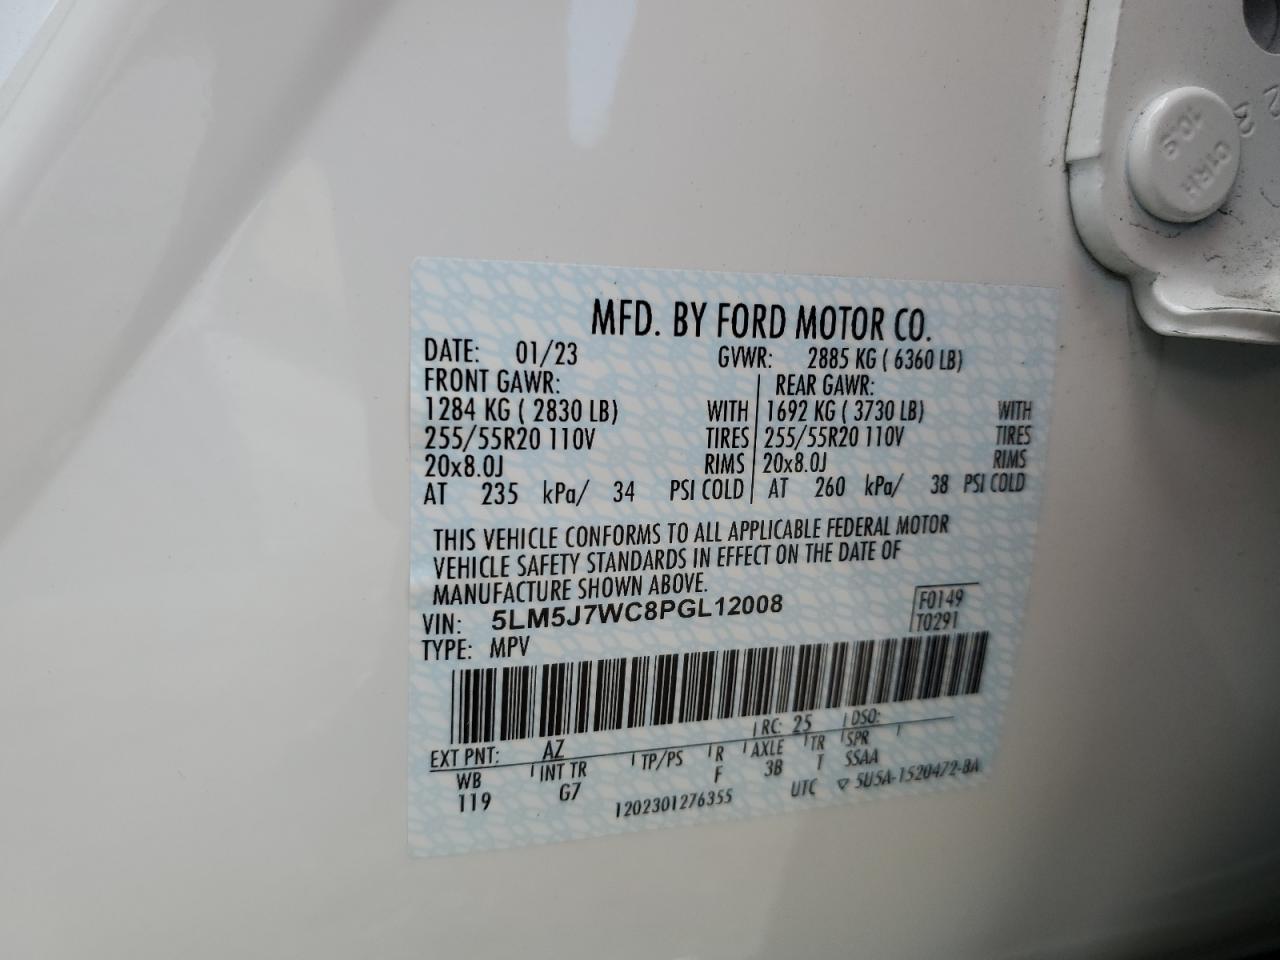 MFD. BY FORD MOTOR CO.
DATE: 01/23 GVWR: 2885 KG ( 6360 LB)
FRONT GAWR: REAR GAWR:
1284 KG ( 2830 LB) WITH 1692 KG ( 3730 LB) WITH
255/55R20 110V TIRES 255/55R20 110V TIRES
20x8.0J RIMS 20x8.0J RIMS
AT 235 kPa/ 34 PSI COLD AT 260 kPa/ 38 PSI COLD
THIS VEHICLE CONFORMS TO ALL APPLICABLE FEDERAL MOTOR
VEHICLE SAFETY STANDARDS IN EFFECT ON THE DATE OF
MANUFACTURE SHOWN ABOVE.
VIN: 5LM5J7WC8PGL12008 F0149
TYPE: MPV T0291
EXT PNT: AZ RC: 25 DSO:
WB INT TR TP/PS R AXLE TR SPR
119 G7 F 3B T SSAA
1202301276355 UTC ▽ 5U5A-1520472-BA
10.9